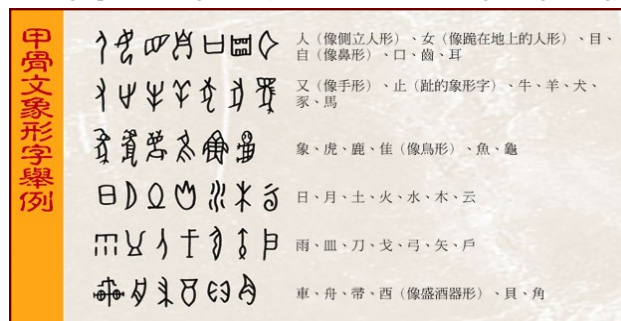 甲骨文象形字舉例
人（像側立人形）、女（像跪在地上的人形）、目、
自（像鼻形）、口、齒、耳
又（像手形）、止（趾的象形字）、牛、羊、犬、
豕、馬
象、虎、鹿、隹（像鳥形）、魚、龜
日、月、土、火、水、木、云
雨、皿、刀、戈、弓、矢、戶
車、舟、帚、酉（像盛酒器形）、貝、角